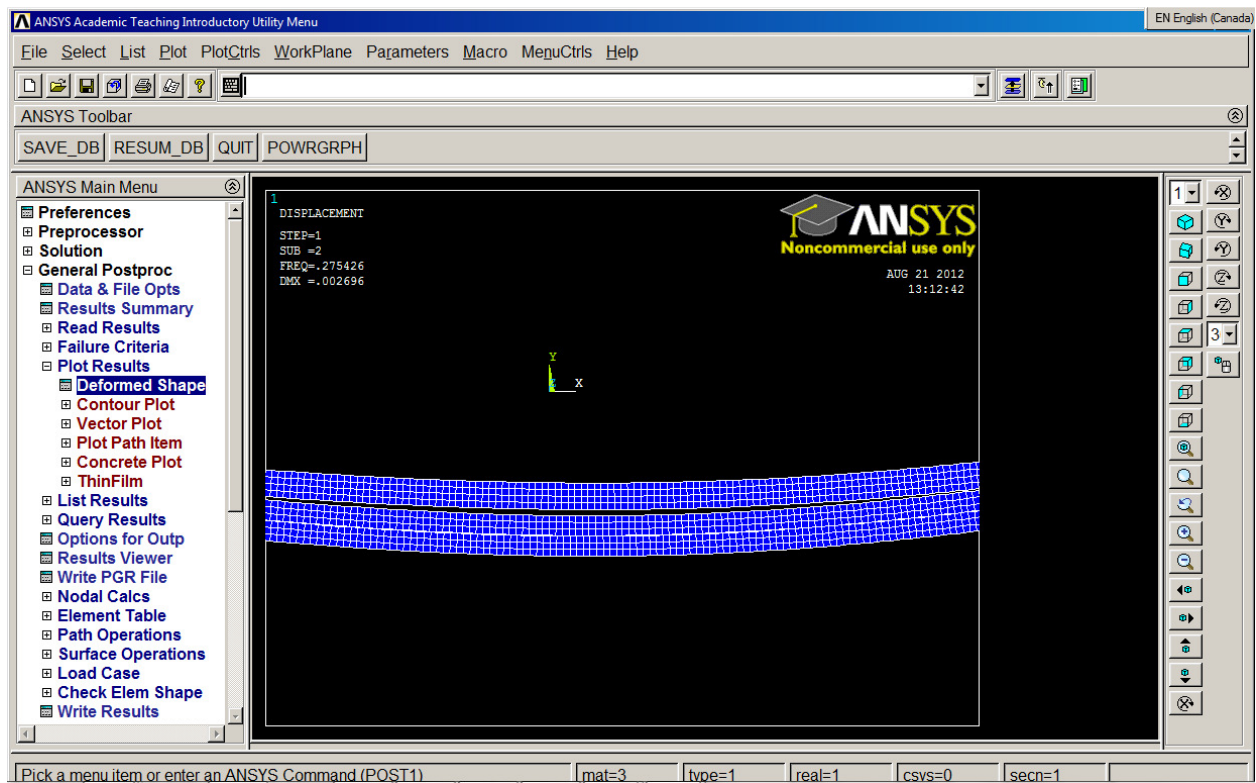 ANSYS Academic Teaching Introductory Utility Menu
EN English (Canada)
File Select List Plot PlotCtrls WorkPlane Parameters Macro MenuCtrls Help
ANSYS Toolbar
SAVE_DB RESUM_DB QUIT POWRGRPH
ANSYS Main Menu
Preferences
Preprocessor
Solution
General Postproc
Data & File Opts
Results Summary
Read Results
Failure Criteria
Plot Results
Deformed Shape
Contour Plot
Vector Plot
Plot Path Item
Concrete Plot
ThinFilm
List Results
Query Results
Options for Outp
Results Viewer
Write PGR File
Nodal Calcs
Element Table
Path Operations
Surface Operations
Load Case
Check Elem Shape
Write Results
1
DISPLACEMENT
STEP=1
SUB =2
FREQ=.275426
DMX =.002696
ANSYS
Noncommercial use only
AUG 21 2012
13:12:42
Y
X
1
3
Pick a menu item or enter an ANSYS Command (POST1)
mat=3
type=1
real=1
csys=0
secn=1